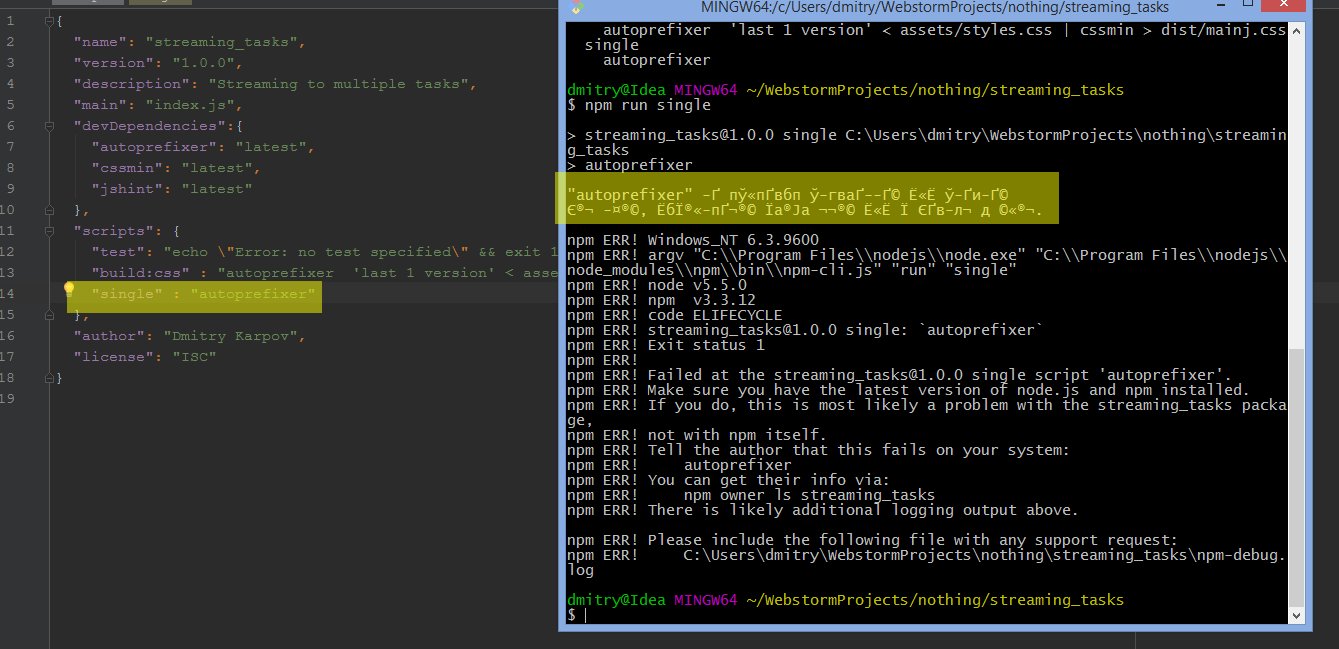 1 {
2 "name": "streaming_tasks",
3 "version": "1.0.0",
4 "description": "Streaming to multiple tasks",
5 "main": "index.js",
6 "devDependencies":{
7 "autoprefixer": "latest",
8 "cssmin": "latest",
9 "jshint": "latest"
10 },
11 "scripts": {
12 "test": "echo \"Error: no test specified\" && exit 1
13 "build:css" : "autoprefixer 'last 1 version' < asse
14 "single" : "autoprefixer"
15 },
16 "author": "Dmitry Karpov",
17 "license": "ISC"
18 }
19
MINGW64:/c/Users/dmitry/WebstormProjects/nothing/streaming_tasks
autoprefixer 'last 1 version' < assets/styles.css | cssmin > dist/mainj.css
single
autoprefixer
dmitry@Idea MINGW64 ~/WebstormProjects/nothing/streaming_tasks
$ npm run single
> streaming_tasks@1.0.0 single C:\Users\dmitry\WebstormProjects\nothing\streamin
g_tasks
> autoprefixer
"autoprefixer"
npm ERR! Windows_NT 6.3.9600
npm ERR! argv "C:\\Program Files\\nodejs\\node.exe" "C:\\Program Files\\nodejs\\
node_modules\\npm\\bin\\npm-cli.js" "run" "single"
npm ERR! node v5.5.0
npm ERR! npm v3.3.12
npm ERR! code ELIFECYCLE
npm ERR! streaming_tasks@1.0.0 single: `autoprefixer`
npm ERR! Exit status 1
npm ERR!
npm ERR! Failed at the streaming_tasks@1.0.0 single script 'autoprefixer'.
npm ERR! Make sure you have the latest version of node.js and npm installed.
npm ERR! If you do, this is most likely a problem with the streaming_tasks packa
ge,
npm ERR! not with npm itself.
npm ERR! Tell the author that this fails on your system:
npm ERR! autoprefixer
npm ERR! You can get their info via:
npm ERR! npm owner ls streaming_tasks
npm ERR! There is likely additional logging output above.
npm ERR! Please include the following file with any support request:
npm ERR! C:\Users\dmitry\WebstormProjects\nothing\streaming_tasks\npm-debug.
log
dmitry@Idea MINGW64 ~/WebstormProjects/nothing/streaming_tasks
$